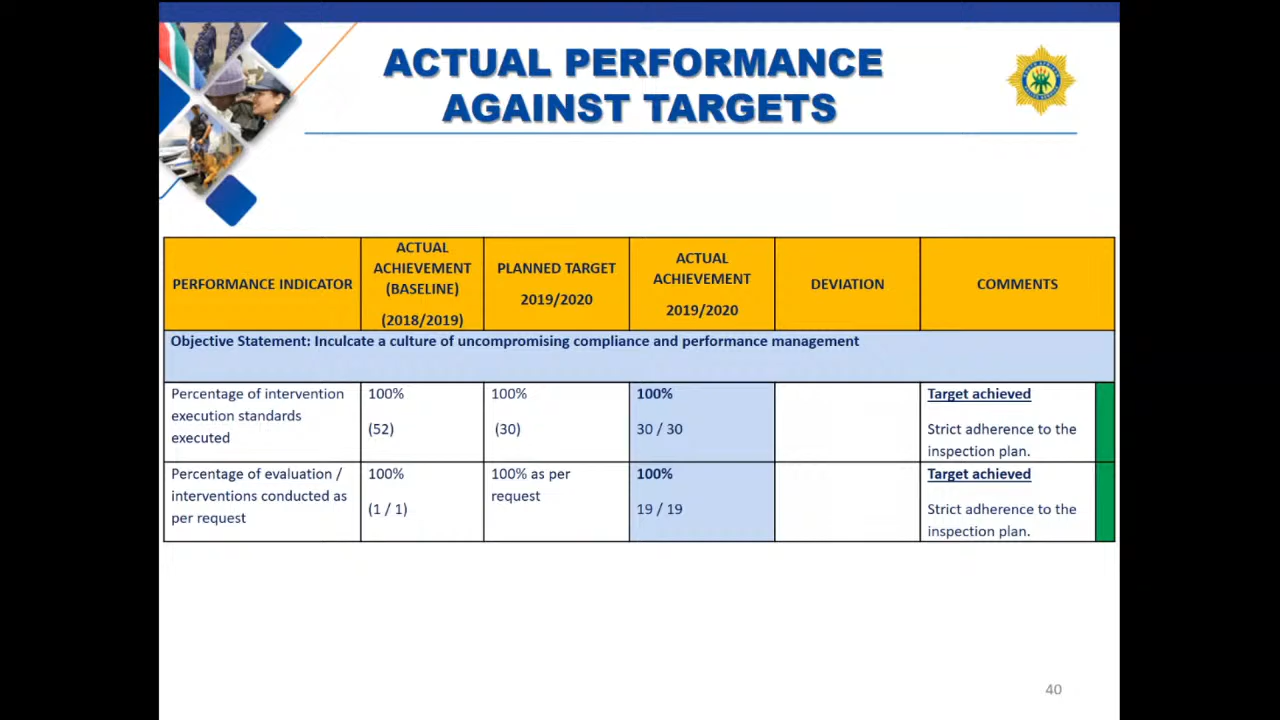 ACTUAL PERFORMANCE
AGAINST TARGETS
PERFORMANCE INDICATOR
ACTUAL
ACHIEVEMENT
(BASELINE)
(2018/2019)
PLANNED TARGET
2019/2020
ACTUAL
ACHIEVEMENT
2019/2020
DEVIATION
COMMENTS
Objective Statement: Inculcate a culture of uncompromising compliance and performance management
Percentage of intervention
execution standards
executed
100%
(52)
100%
(30)
100%
30 / 30
Target achieved
Strict adherence to the
inspection plan.
Percentage of evaluation /
interventions conducted as
per request
100%
(1 / 1)
100% as per
request
100%
19 / 19
Target achieved
Strict adherence to the
inspection plan.
40